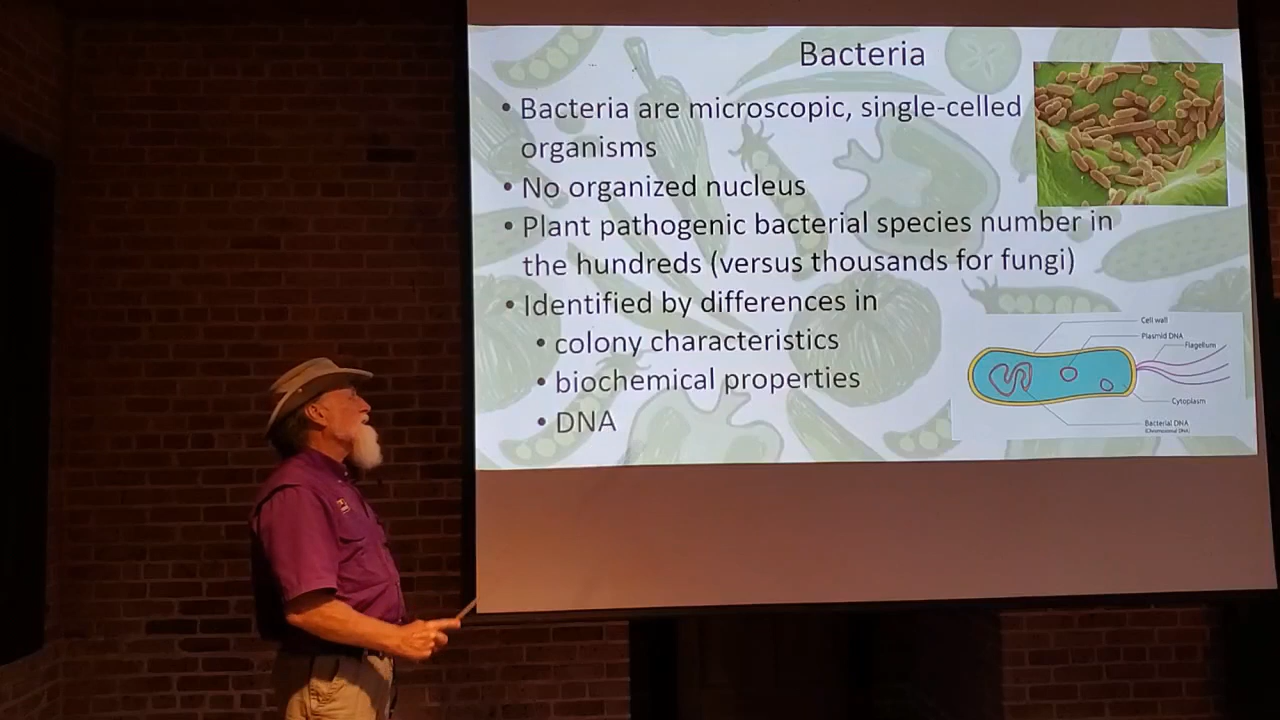 Bacteria
• Bacteria are microscopic, single-celled
organisms
• No organized nucleus
• Plant pathogenic bacterial species number in
the hundreds (versus thousands for fungi)
• Identified by differences in
• colony characteristics
• biochemical properties
• DNA
Cell wall
Plasmid DNA
Flagellum
Cytoplasm
Bacterial DNA
(Chromosomal DNA)